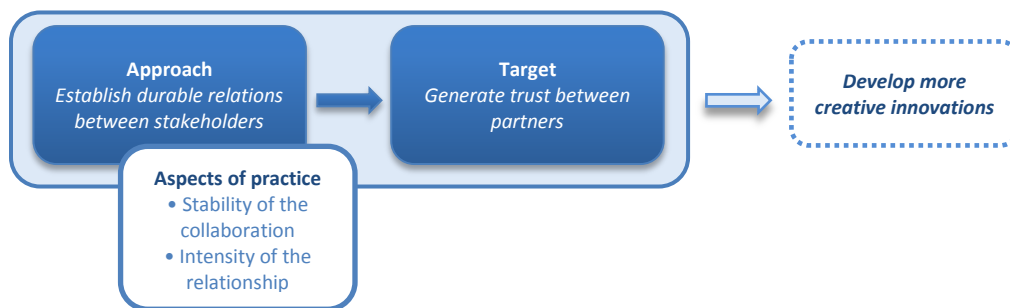 Approach
Establish durable relations
between stakeholders
Target
Generate trust between
partners
Develop more
creative innovations
Aspects of practice
• Stability of the
collaboration
• Intensity of the
relationship